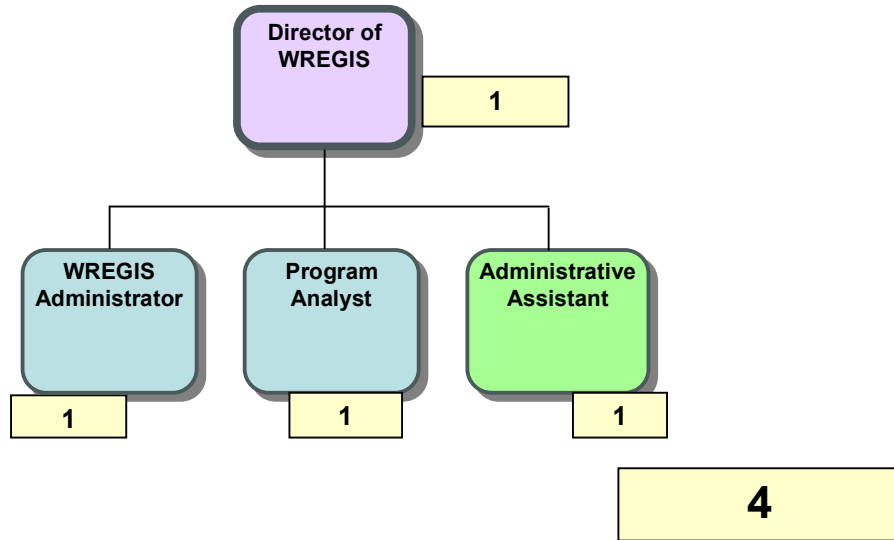 Director of
WREGIS
1
WREGIS
Administrator
Program
Analyst
Administrative
Assistant
1
1
1
4